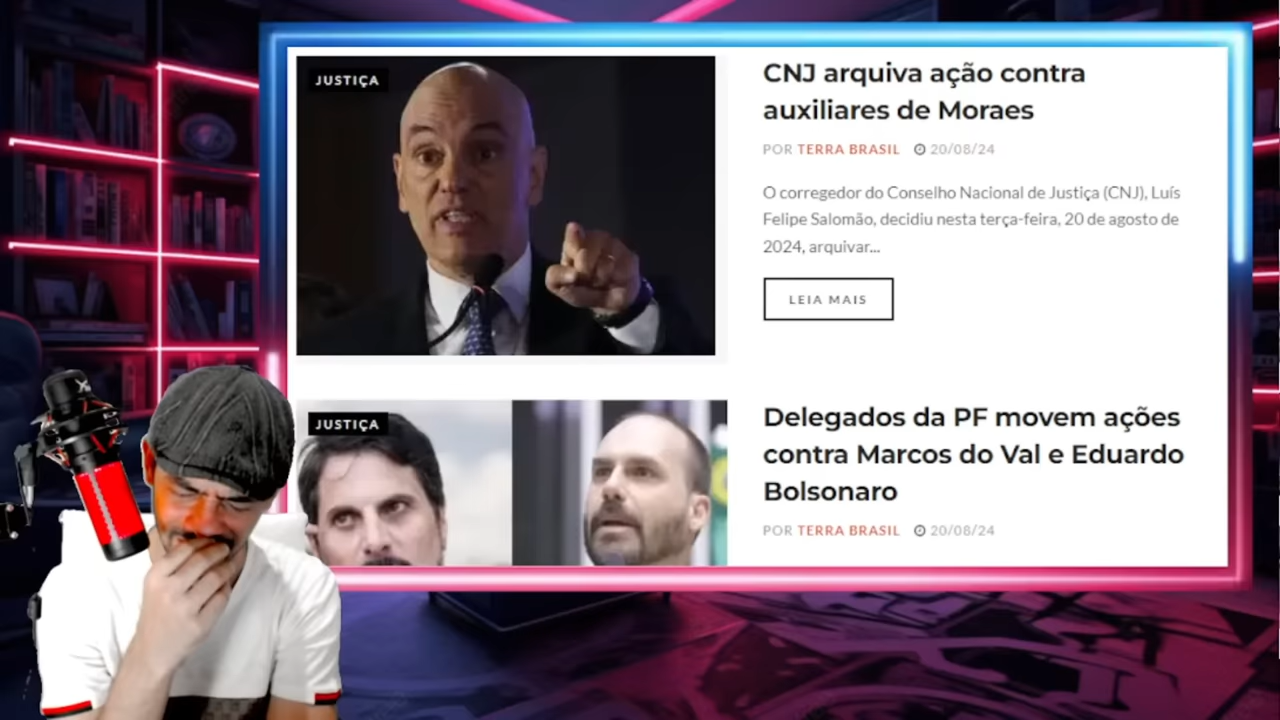 JUSTIÇA
CNJ arquiva ação contra
auxiliares de Moraes
POR TERRA BRASIL 20/08/24
O corregedor do Conselho Nacional de Justiça (CNJ), Luís
Felipe Salomão, decidiu nesta terça-feira, 20 de agosto de
2024, arquivar...
LEIA MAIS
JUSTIÇA
Delegados da PF movem ações
contra Marcos do Val e Eduardo
Bolsonaro
POR TERRA BRASIL 20/08/24